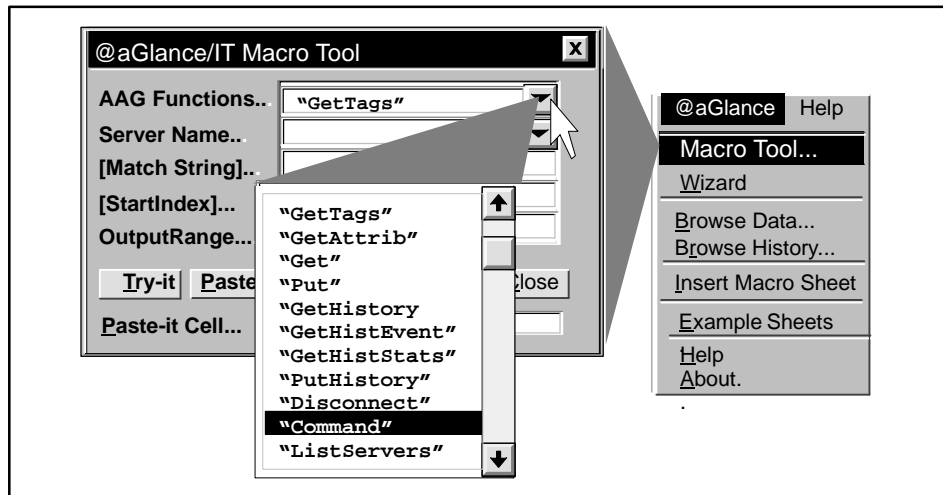 @aGlance/IT Macro Tool
X
AAG Functions...
“GetTags”
Server Name...
[Match String]...
[StartIndex]...
OutputRange...
Try-it
Paste
Close
Paste-it Cell...
“GetTags”
“GetAttrib”
“Get”
“Put”
“GetHistory
“GetHistEvent”
“GetHistStats”
“PutHistory”
“Disconnect”
“Command”
“ListServers”
@aGlance Help
Macro Tool...
Wizard
Browse Data...
Browse History...
Insert Macro Sheet
Example Sheets
Help
About.
.